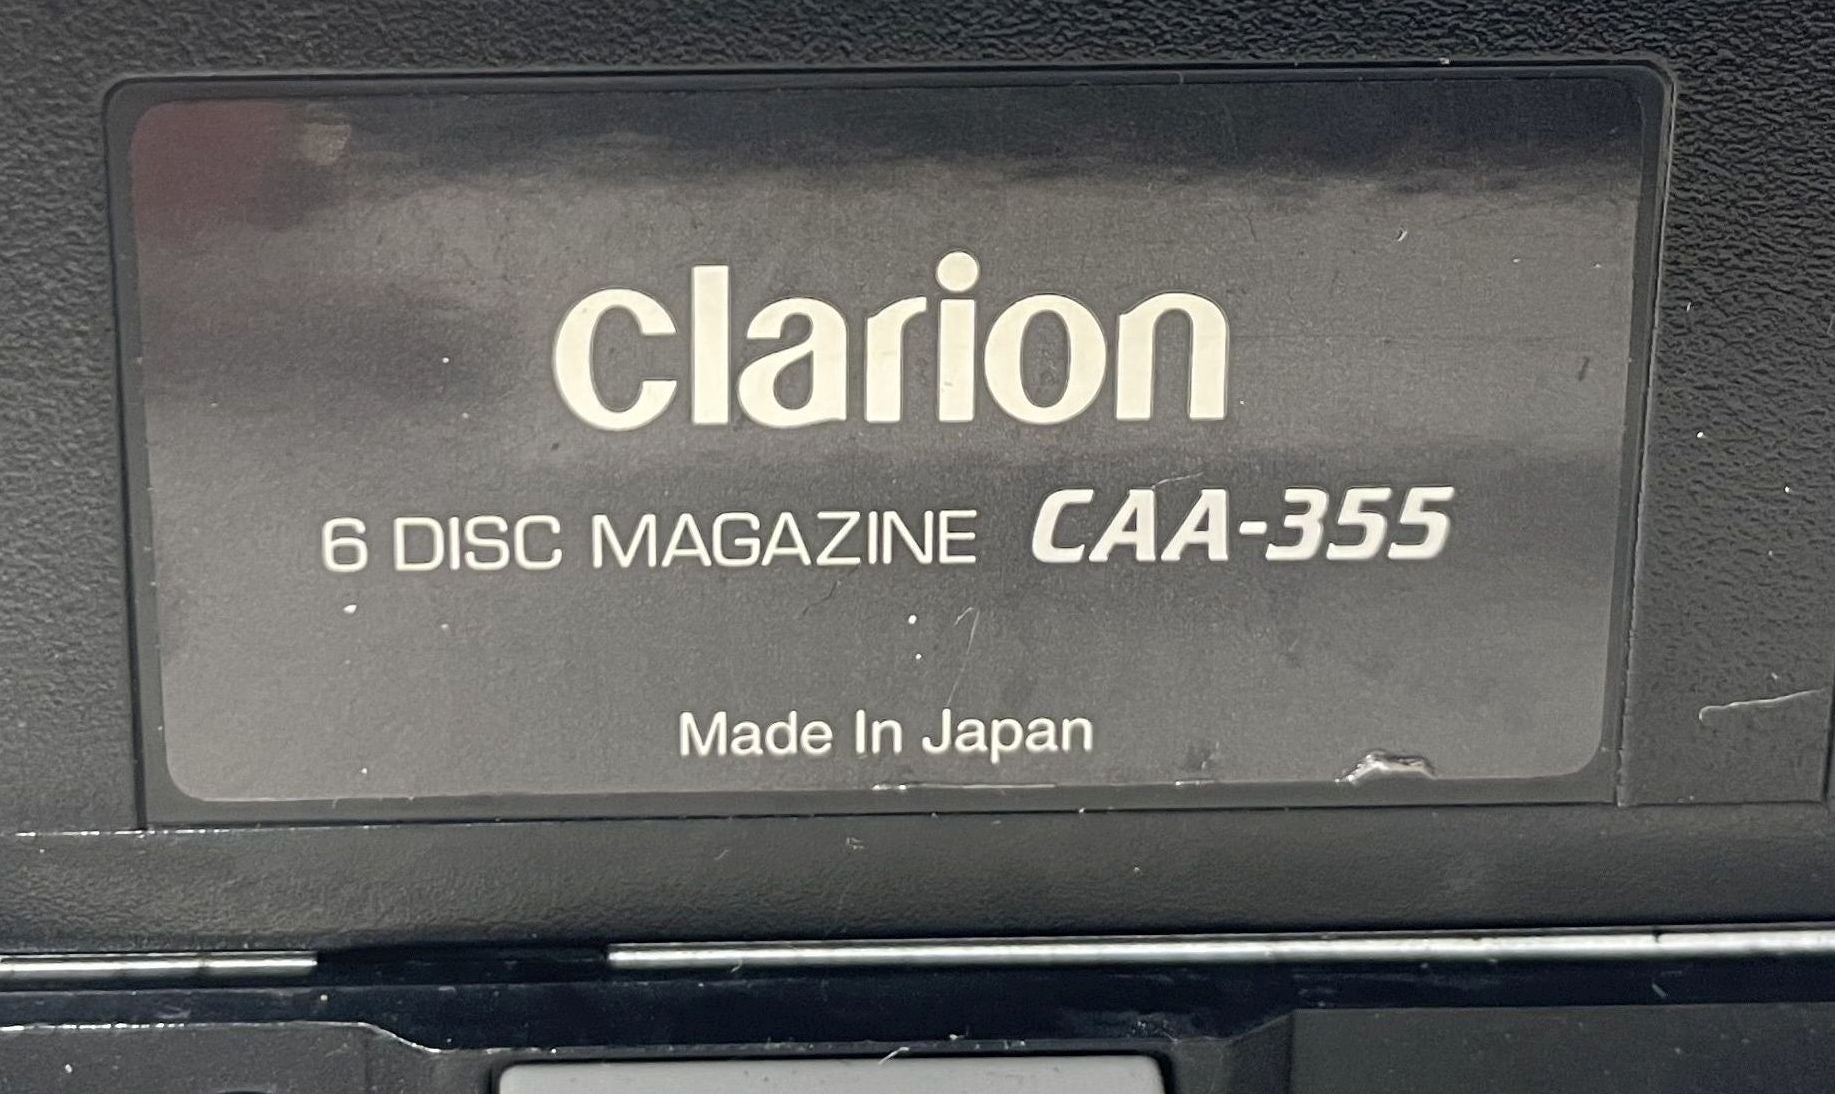 clarion
6 DISC MAGAZINE CAA-355
Made In Japan